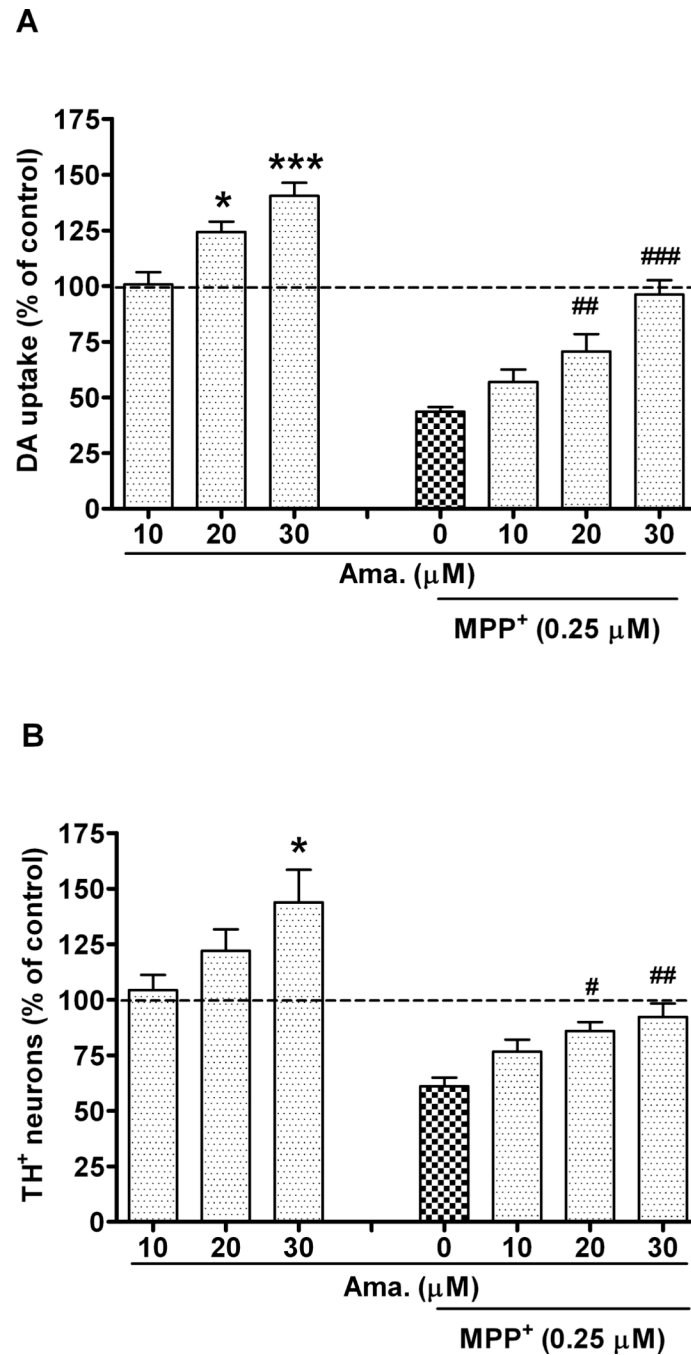 A
DA uptake (% of control)
175
150
125
100
75
50
25
0
*
***
##
###
10 20 30 0 10 20 30
Ama. (μM)
MPP⁺ (0.25 μM)
B
TH⁺ neurons (% of control)
175
150
125
100
75
50
25
0
*
#
##
10 20 30 0 10 20 30
Ama. (μM)
MPP⁺ (0.25 μM)